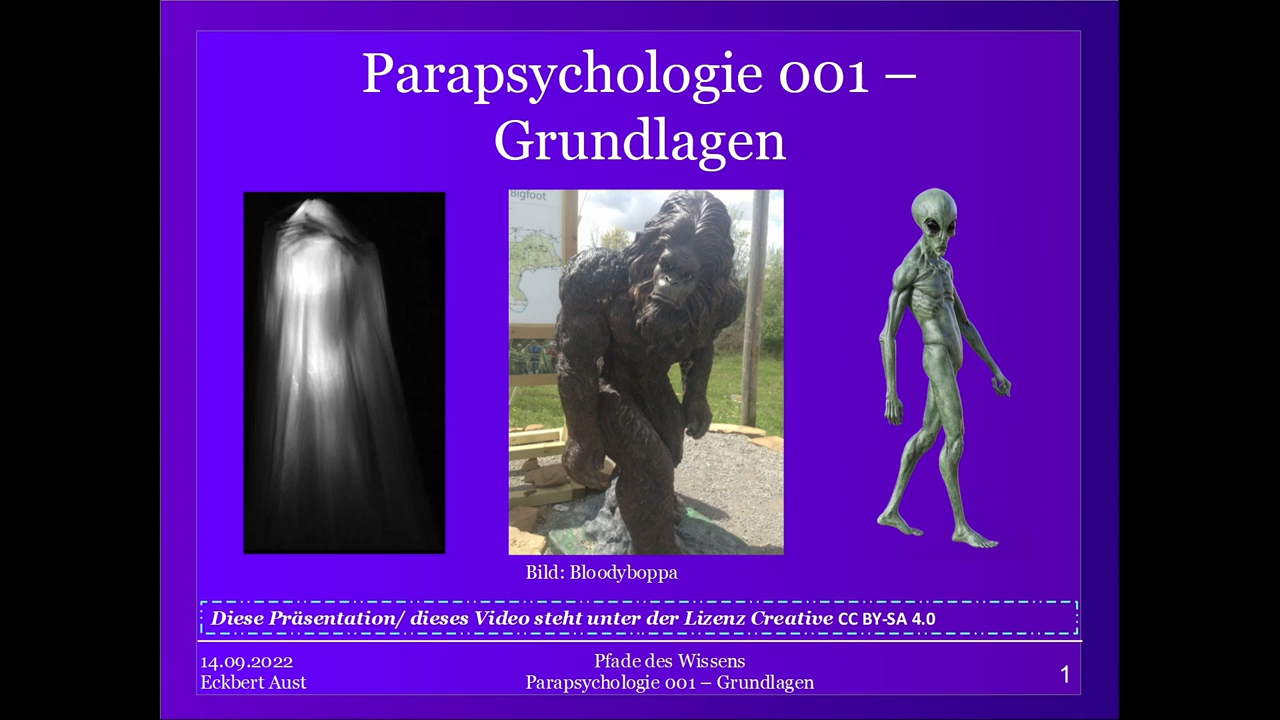 Parapsychologie 001 –
Grundlagen
Bigfoot
Bild: Bloodyboppa
Diese Präsentation/ dieses Video steht unter der Lizenz Creative CC BY-SA 4.0
14.09.2022
Eckbert Aust
Pfade des Wissens
Parapsychologie 001 – Grundlagen
1